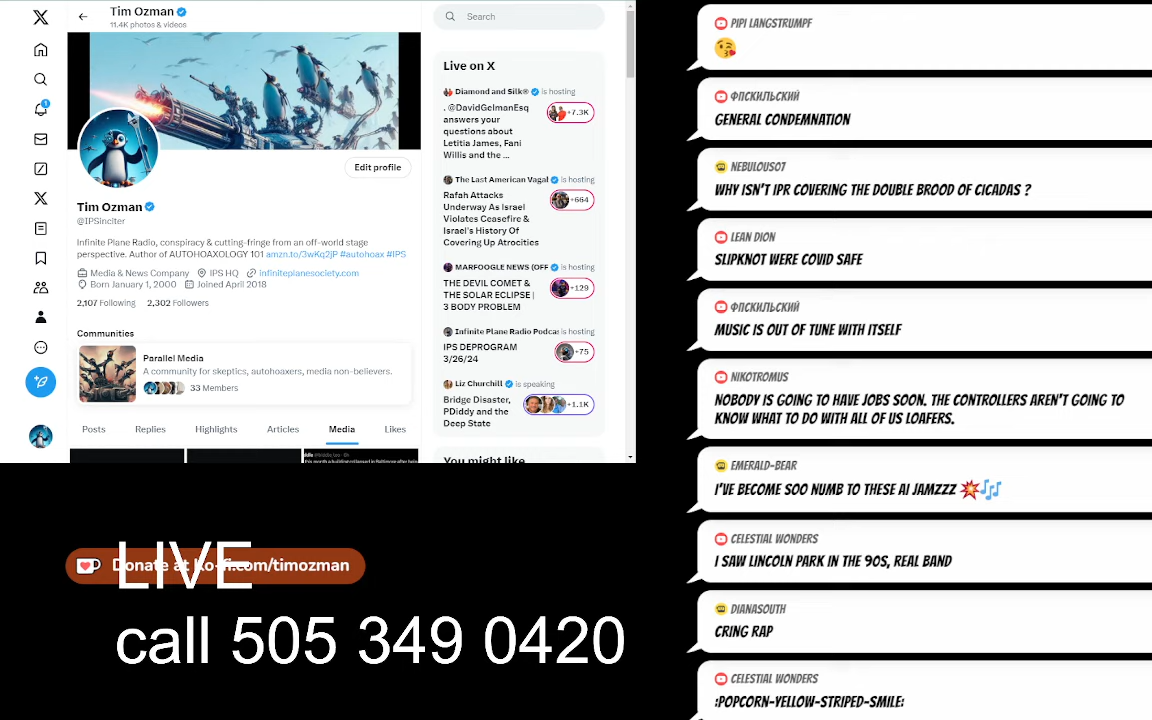 Tim Ozman
11.4K photos & videos
Search
Edit profile
Tim Ozman
@IPSincIter
Infinite Plane Radio, conspiracy & cutting-fringe from an off-world stage
perspective. Author of AUTOHOAXOLOGY 101 amzn.to/3wKq2jP #autohoax #IPS
Media & News Company IPS HQ infiniteplanesociety.com
Born January 1, 2000 Joined April 2018
2,107 Following 2,302 Followers
Communities
Parallel Media
A community for skeptics, autohoaxers, media non-believers.
33 Members
Posts Replies Highlights Articles Media Likes
Live on X
Diamond and Silk® is hosting
. @DavidGelmanEsq
answers your
questions about
Letitia James, Fani
Willis and the ...
+7.3K
The Last American Vagal is hosting
Rafah Attacks
Underway As Israel
Violates Ceasefire &
Israel's History Of
Covering Up Atrocities
+664
MARFOOGLE NEWS (OFF is hosting
THE DEVIL COMET &
THE SOLAR ECLIPSE |
3 BODY PROBLEM
+129
Infinite Plane Radio Podcas is hosting
IPS DEPROGRAM
3/26/24
+75
Liz Churchill is speaking
Bridge Disaster,
PDiddy and the
Deep State
+1.1K
You might like
Donate at ko-fi.com/timozman
LIVE
call 505 349 0420
PIPI LANGSTRUMPF
😘
ФПСКИЛЬСКИЙ
GENERAL CONDEMNATION
NEBULOUS07
WHY ISN'T IPR COVERING THE DOUBLE BROOD OF CICADAS ?
LEAN DION
SLIPKNOT WERE COVID SAFE
ФПСКИЛЬСКИЙ
MUSIC IS OUT OF TUNE WITH ITSELF
NIKOTROMUS
NOBODY IS GOING TO HAVE JOBS SOON. THE CONTROLLERS AREN'T GOING TO
KNOW WHAT TO DO WITH ALL OF US LOAFERS.
EMERALD-BEAR
I'VE BECOME SOO NUMB TO THESE AI JAMZZZ 💥🎶
CELESTIAL WONDERS
I SAW LINCOLN PARK IN THE 90S, REAL BAND
DIANASOUTH
CRING RAP
CELESTIAL WONDERS
:POPCORN-YELLOW-STRIPED-SMILE: